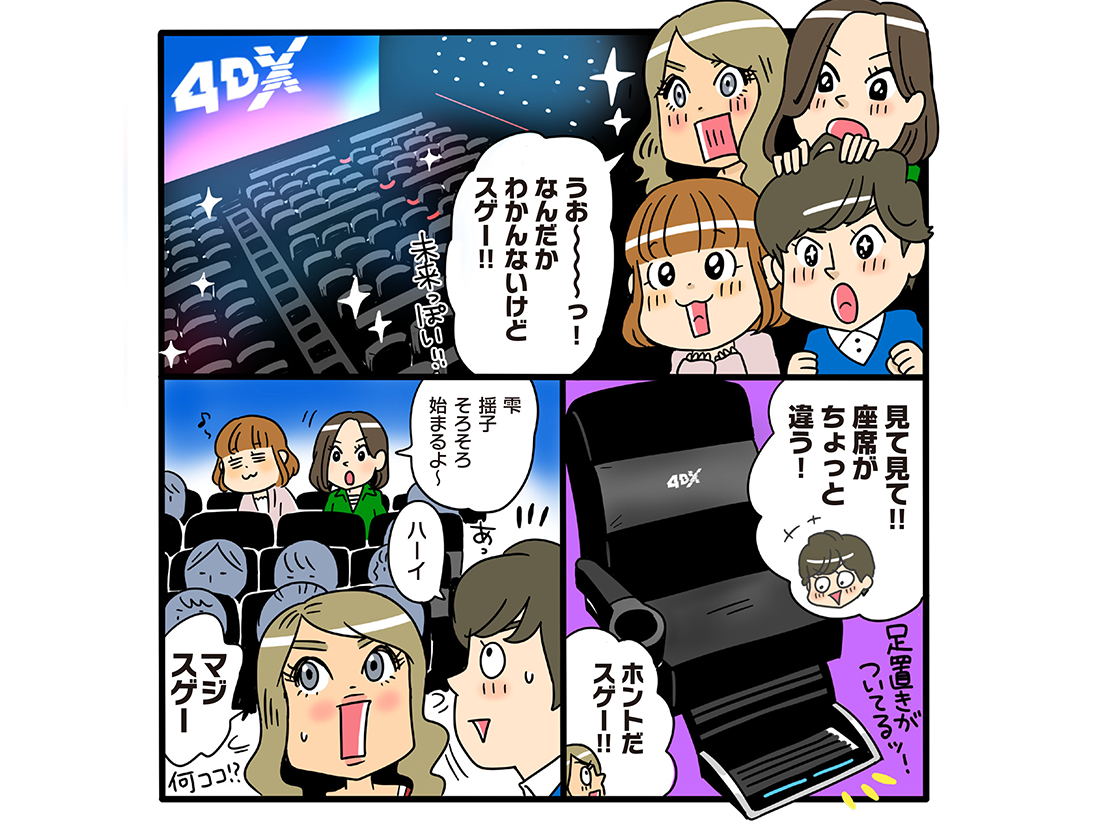 4DX
うお〜〜〜〜っ！
なんだか
わかんないけど
スゲー!!
未来っぽい!!
見て見て!!
座席が
ちょっと
違う！
4DX
足置きが
ついてるッ！
ホントだ
スゲー!!
雫
揺子
そろそろ
始まるよ〜
あっ
ハーイ
マジ
スゲー
何ココ!?